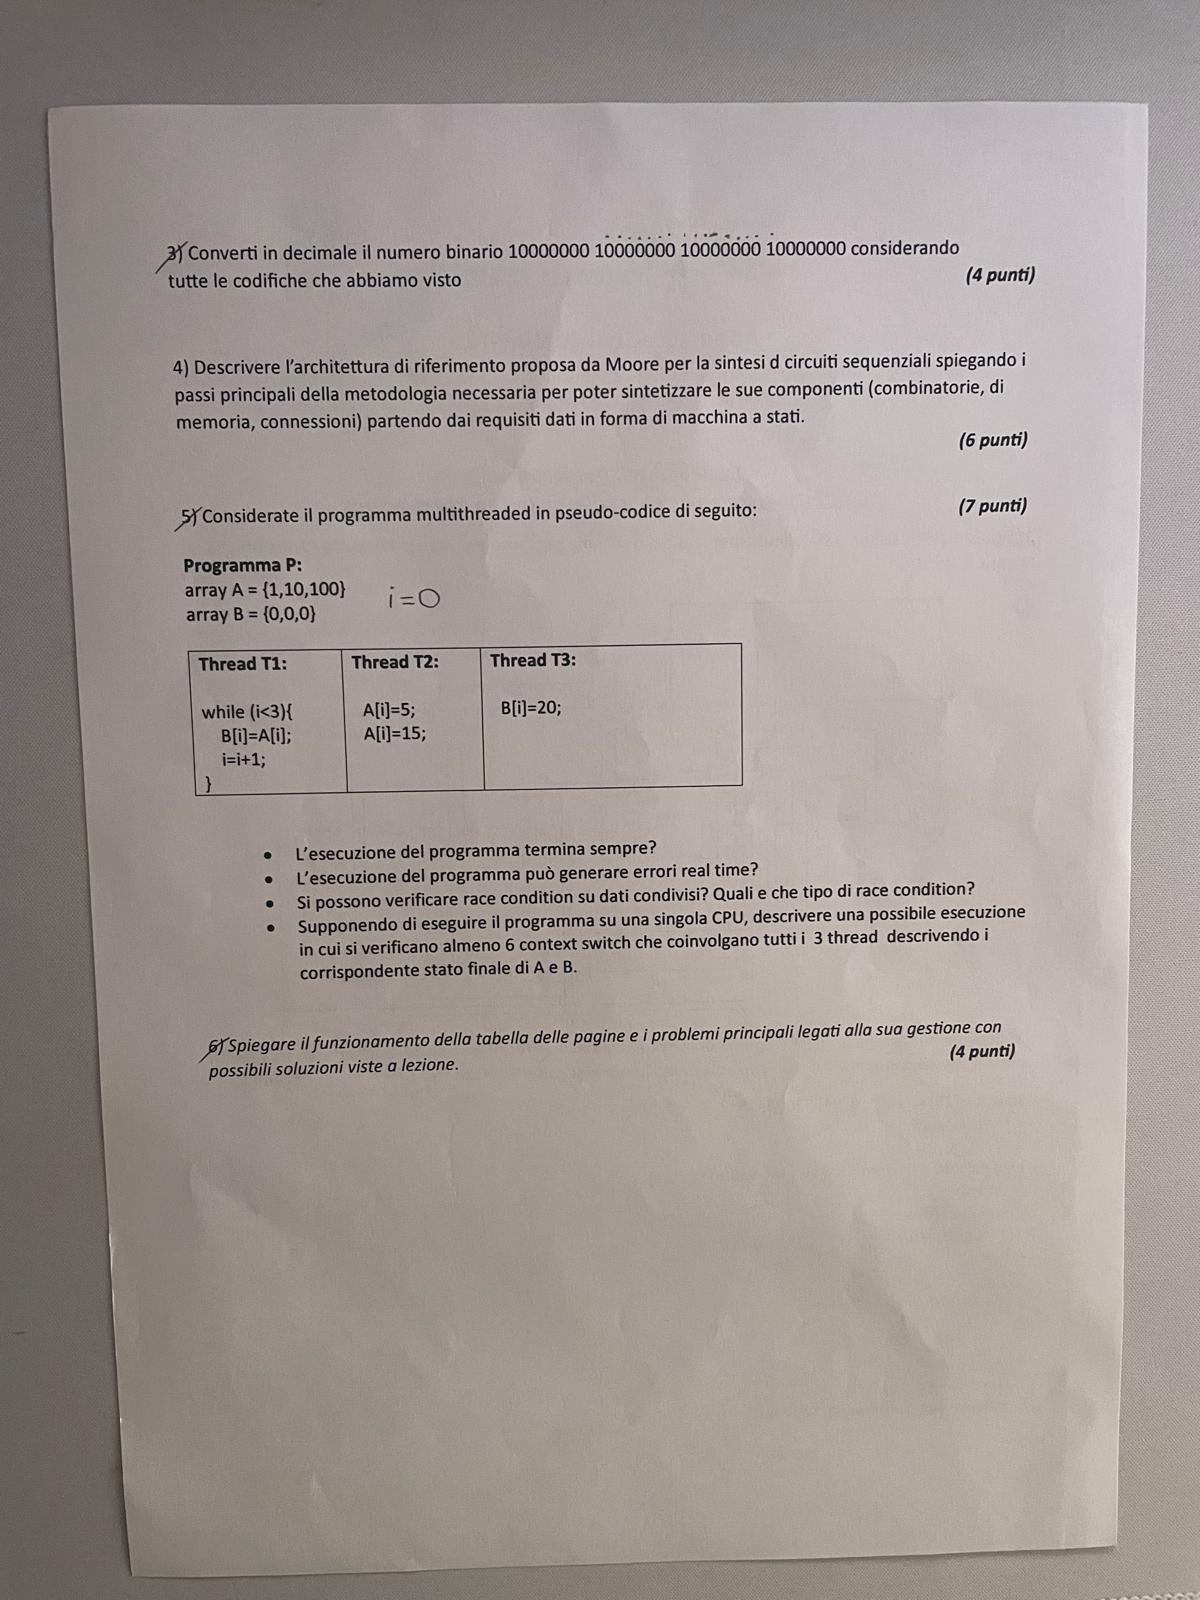 3) Converti in decimale il numero binario 10000000 10000000 10000000 10000000 considerando
tutte le codifiche che abbiamo visto
(4 punti)
4) Descrivere l'architettura di riferimento proposa da Moore per la sintesi d circuiti sequenziali spiegando i
passi principali della metodologia necessaria per poter sintetizzare le sue componenti (combinatorie, di
memoria, connessioni) partendo dai requisiti dati in forma di macchina a stati.
(6 punti)
5) Considerate il programma multithreaded in pseudo-codice di seguito:
(7 punti)
Programma P:
array A = {1,10,100}
array B = {0,0,0}
i=0
Thread T1:
while (i<3){
B[i]=A[i];
i=i+1;
}
Thread T2:
A[i]=5;
A[i]=15;
Thread T3:
B[i]=20;
• L'esecuzione del programma termina sempre?
• L'esecuzione del programma può generare errori real time?
• Si possono verificare race condition su dati condivisi? Quali e che tipo di race condition?
• Supponendo di eseguire il programma su una singola CPU, descrivere una possibile esecuzione
in cui si verificano almeno 6 context switch che coinvolgano tutti i 3 thread descrivendo i
corrispondente stato finale di A e B.
6) Spiegare il funzionamento della tabella delle pagine e i problemi principali legati alla sua gestione con
possibili soluzioni viste a lezione.
(4 punti)